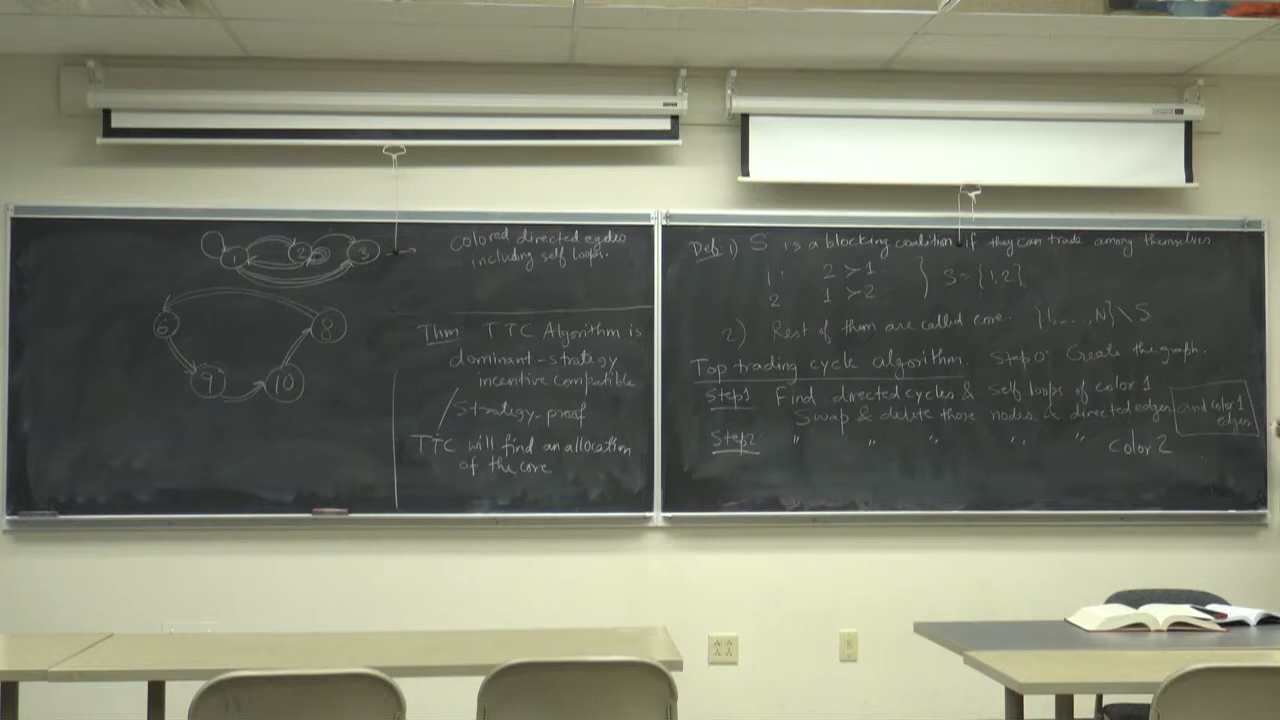 1 2 3
6 8
9 10
colored directed cycles
including self loops.
Thm TTC Algorithm is
dominant-strategy
incentive compatible
/ Strategy-proof
TTC will find an allocation
of the core
Def: 1) S is a blocking condition if they can trade among themselves
1: 2 > 1 } S = {1,2}
2 1 > 2
2) Rest of them are called core. {1,...,N}\S
Top trading cycle algorithm. Step 0: Create the graph.
Step1 Find directed cycles & self loops of color 1
Swap & delite those nodes & directed edges and color 1
edges
Step2 " " " " "
color 2